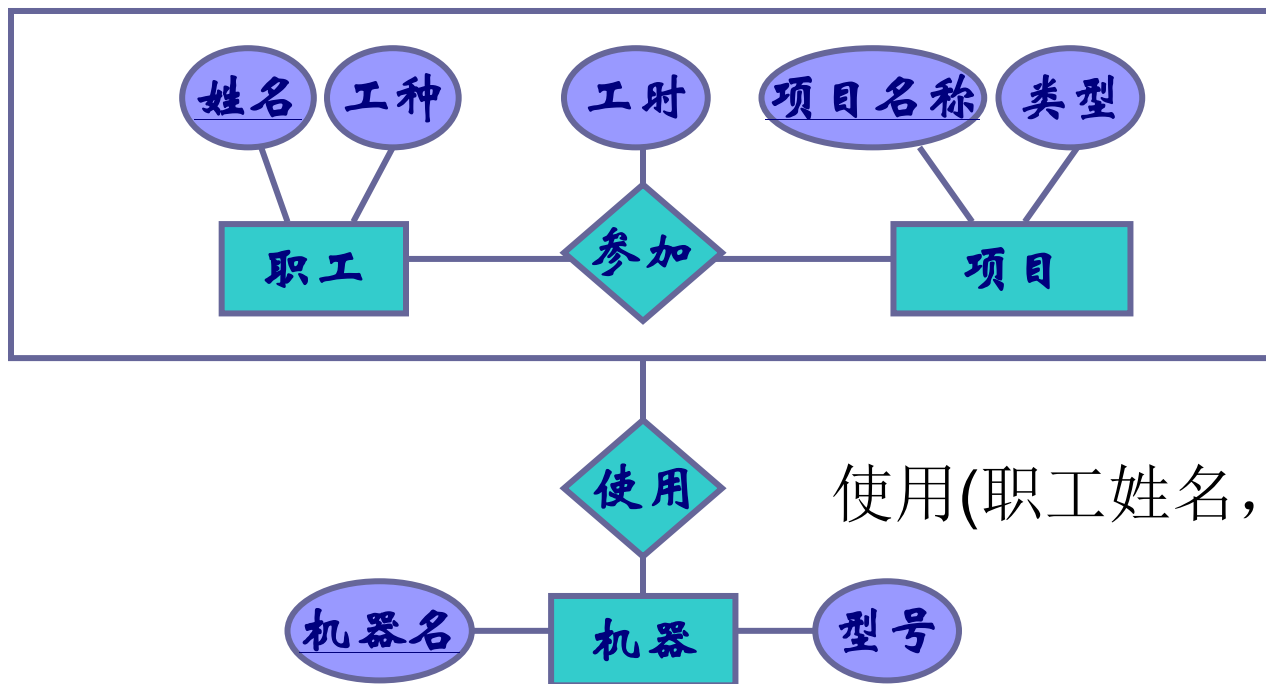 姓名 工种 工时 项目名称 类型
职工 参加 项目
使用 使用(职工姓名，
机器名 机器 型号